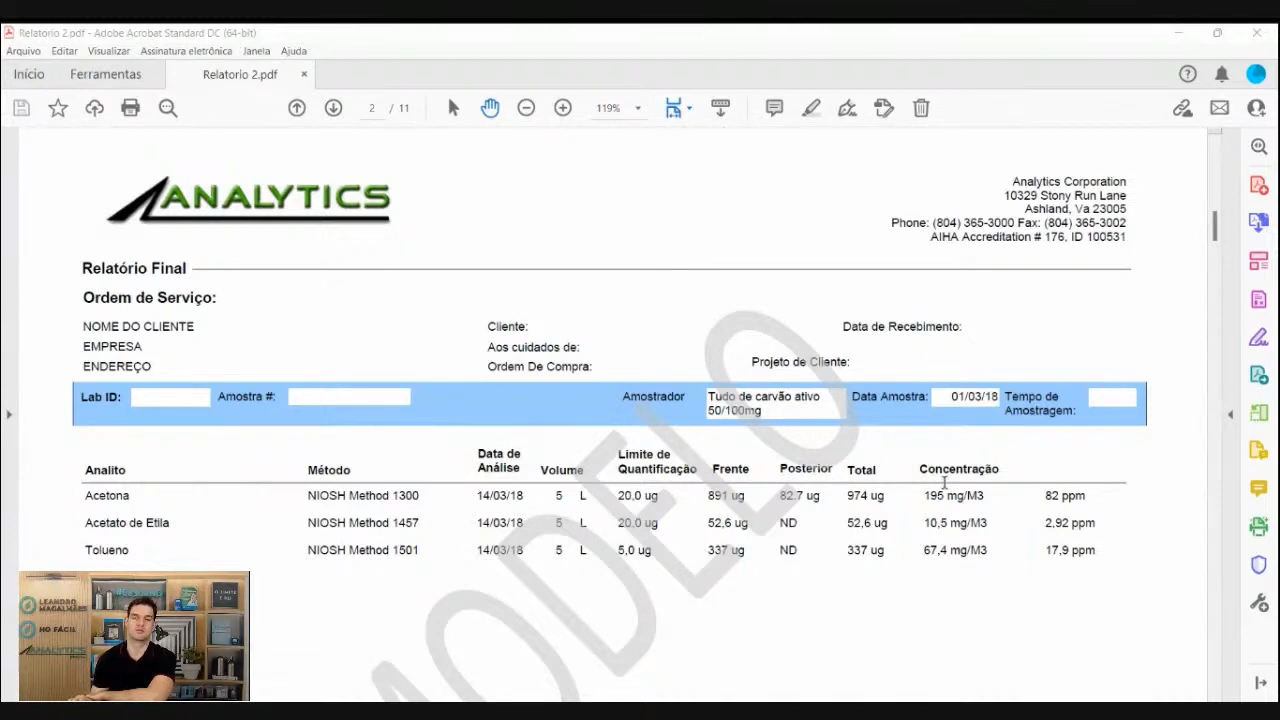 Relatorio 2.pdf - Adobe Acrobat Standard DC (64-bit)
Arquivo Editar Visualizar Assinatura eletrônica Janela Ajuda
Início Ferramentas Relatorio 2.pdf ×
2 / 11 119%
ANALYTICS
Analytics Corporation
10329 Stony Run Lane
Ashland, Va 23005
Phone: (804) 365-3000 Fax: (804) 365-3002
AIHA Accreditation # 176, ID 100531
Relatório Final
Ordem de Serviço:
NOME DO CLIENTE Cliente: Data de Recebimento:
EMPRESA Aos cuidados de:
ENDEREÇO Ordem De Compra: Projeto de Cliente:
Lab ID: Amostra #: Amostrador Tudo de carvão ativo Data Amostra: 01/03/18 Tempo de
50/100mg Amostragem:
Data de Limite de
Analito Método Análise Volume Quantificação Frente Posterior Total Concentração
Acetona NIOSH Method 1300 14/03/18 5 L 20,0 ug 891 ug 82,7 ug 974 ug 195 mg/M3 82 ppm
Acetato de Etila NIOSH Method 1457 14/03/18 5 L 20,0 ug 52,6 ug ND 52,6 ug 10,5 mg/M3 2,92 ppm
Tolueno NIOSH Method 1501 14/03/18 5 L 5,0 ug 337 ug ND 337 ug 67,4 mg/M3 17,9 ppm
MODELO
LEANDRO
MAGALHÃES
HO FÁCIL
ANALYTICS